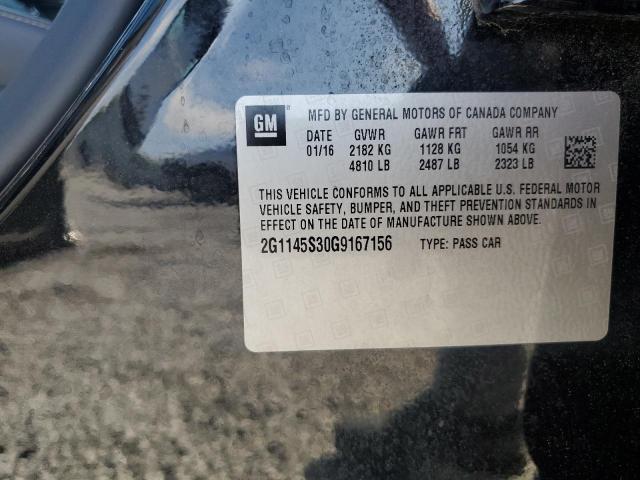 GM
MFD BY GENERAL MOTORS OF CANADA COMPANY
DATE GVWR GAWR FRT GAWR RR
01/16 2182 KG 1128 KG 1054 KG
4810 LB 2487 LB 2323 LB
THIS VEHICLE CONFORMS TO ALL APPLICABLE U.S. FEDERAL MOTOR
VEHICLE SAFETY, BUMPER, AND THEFT PREVENTION STANDARDS IN
EFFECT ON THE DATE OF MANUFACTURE SHOWN ABOVE.
2G1145S30G9167156 TYPE: PASS CAR